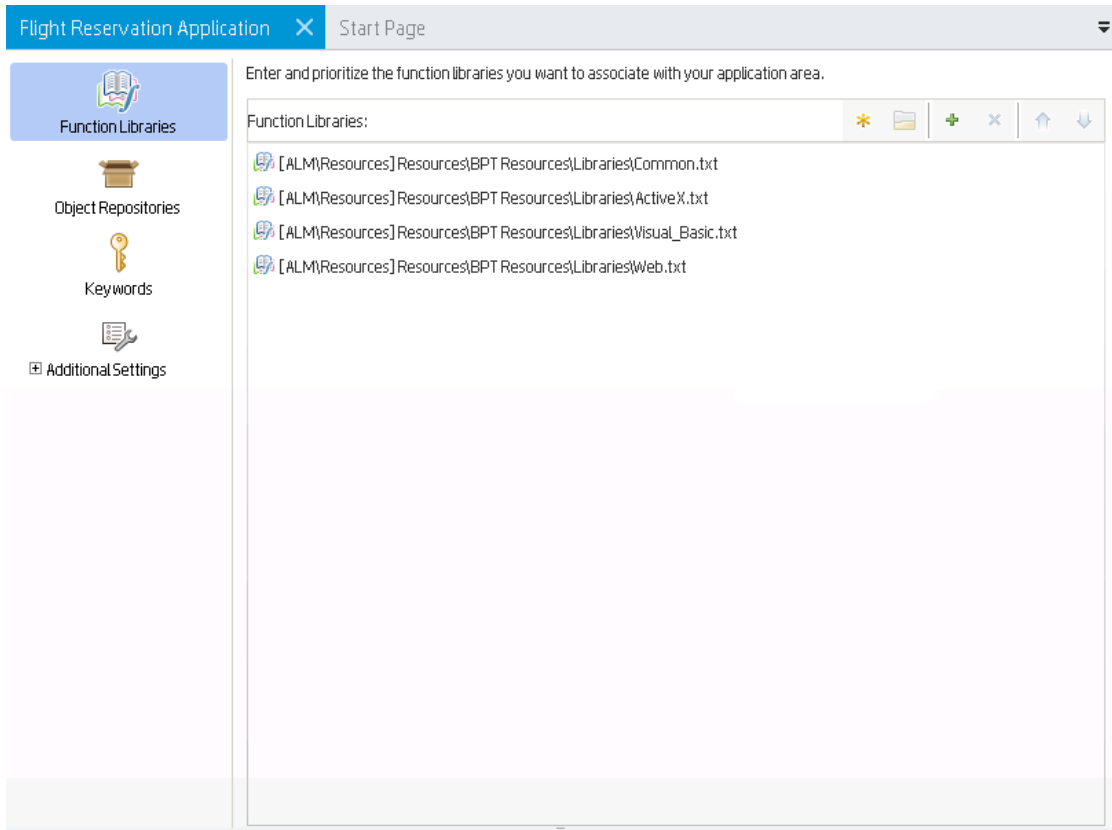 Flight Reservation Application
Start Page
Function Libraries
Object Repositories
Keywords
Additional Settings
Enter and prioritize the function libraries you want to associate with your application area.
Function Libraries:
[ALM\Resources] Resources\BPT Resources\Libraries\Common.txt
[ALM\Resources] Resources\BPT Resources\Libraries\ActiveX.txt
[ALM\Resources] Resources\BPT Resources\Libraries\Visual_Basic.txt
[ALM\Resources] Resources\BPT Resources\Libraries\Web.txt